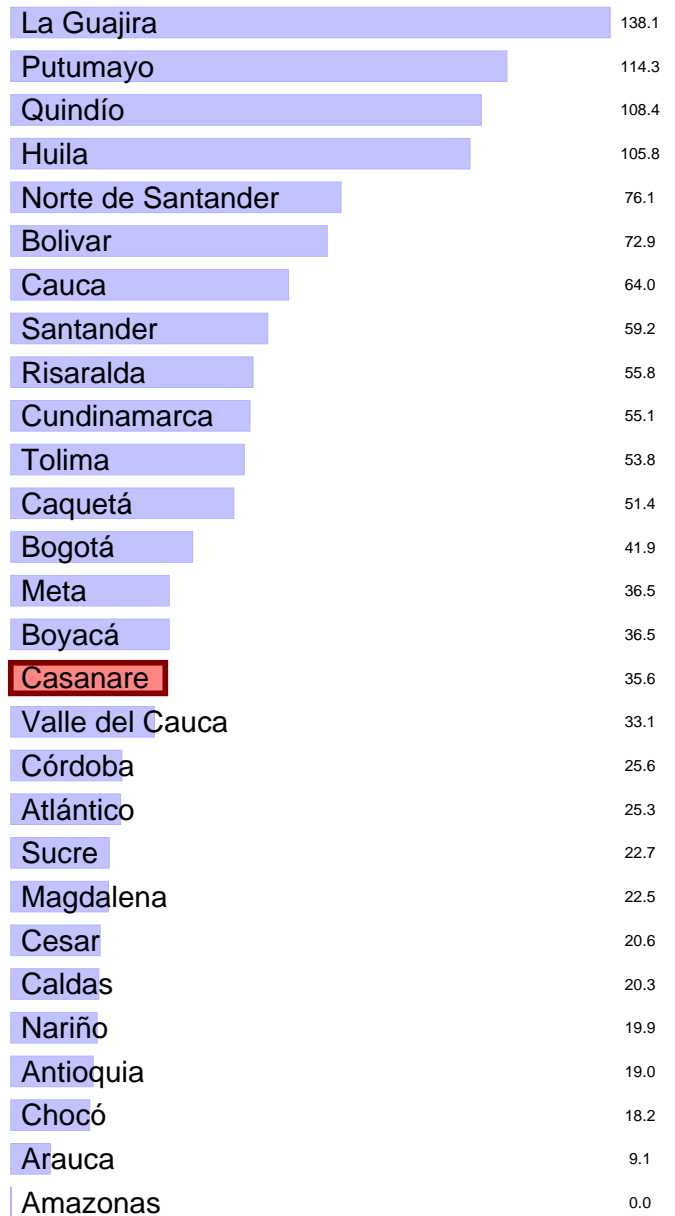 La Guajira 138.1
Putumayo 114.3
Quindío 108.4
Huila 105.8
Norte de Santander 76.1
Bolivar 72.9
Cauca 64.0
Santander 59.2
Risaralda 55.8
Cundinamarca 55.1
Tolima 53.8
Caquetá 51.4
Bogotá 41.9
Meta 36.5
Boyacá 36.5
Casanare 35.6
Valle del Cauca 33.1
Córdoba 25.6
Atlántico 25.3
Sucre 22.7
Magdalena 22.5
Cesar 20.6
Caldas 20.3
Nariño 19.9
Antioquia 19.0
Chocó 18.2
Arauca 9.1
Amazonas 0.0